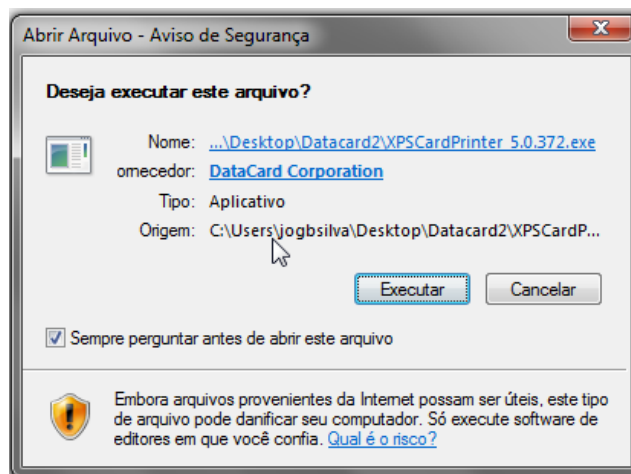 Abrir Arquivo - Aviso de Segurança
Deseja executar este arquivo?
Nome: ...\Desktop\Datacard2\XPSCardPrinter 5.0.372.exe
ornecedor: DataCard Corporation
Tipo: Aplicativo
Origem: C:\Users\jogbsilva\Desktop\Datacard2\XPSCardP...
Executar Cancelar
Sempre perguntar antes de abrir este arquivo
Embora arquivos provenientes da Internet possam ser úteis, este tipo
de arquivo pode danificar seu computador. Só execute software de
editores em que você confia. Qual é o risco?